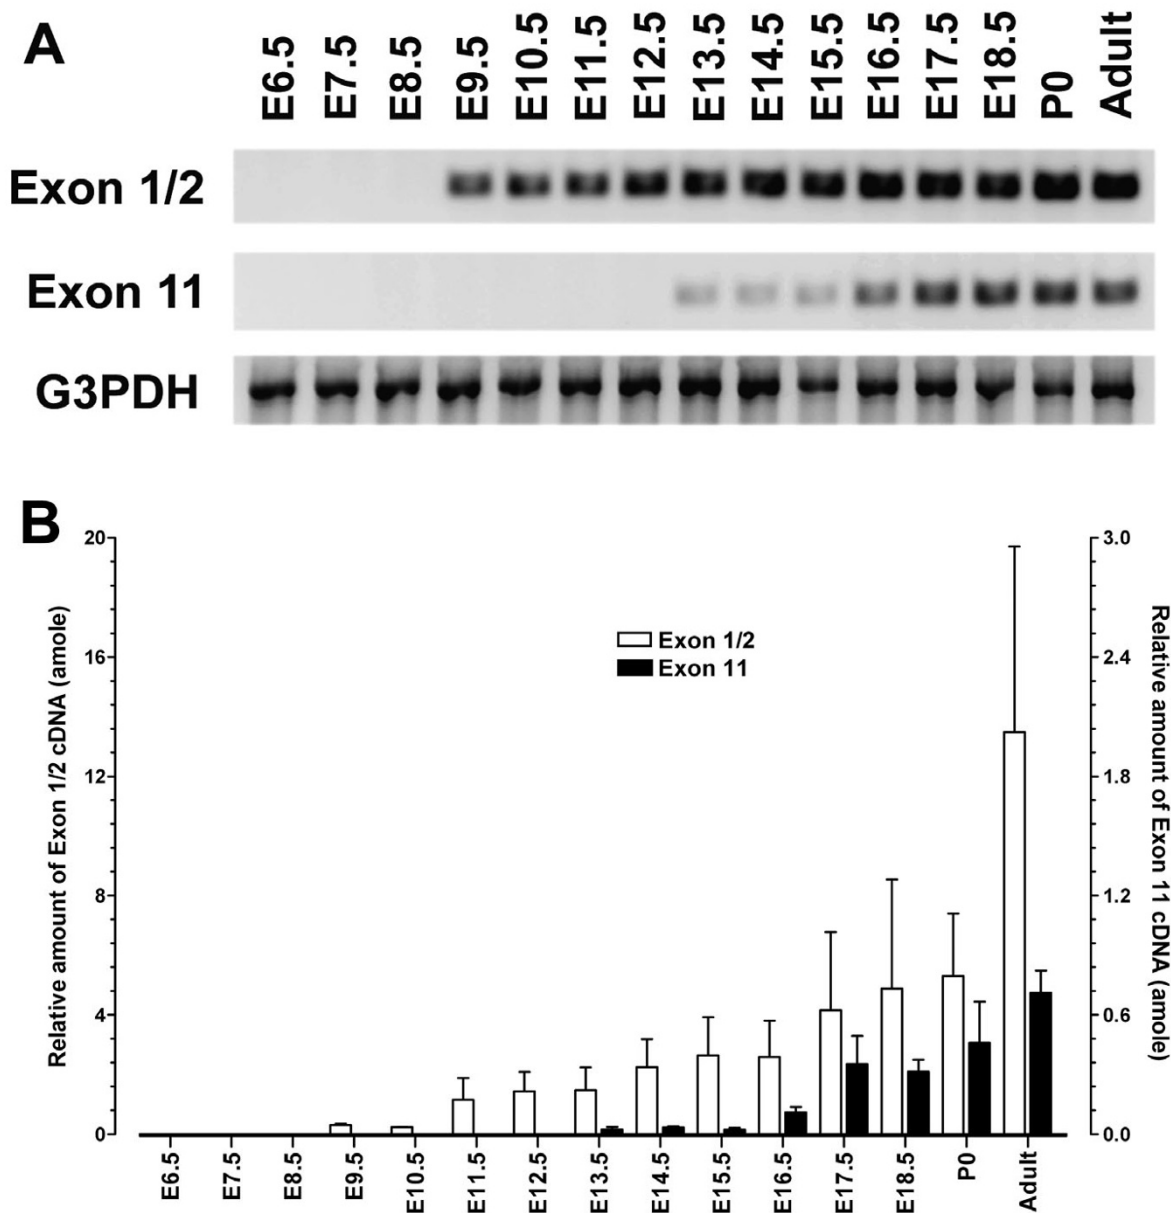 A
E6.5 E7.5 E8.5 E9.5 E10.5 E11.5 E12.5 E13.5 E14.5 E15.5 E16.5 E17.5 E18.5 P0 Adult
Exon 1/2
Exon 11
G3PDH
B
Relative amount of Exon 1/2 cDNA (amole)
20
16
12
8
4
0
Exon 1/2
Exon 11
3.0
2.4
1.8
1.2
0.6
0.0
Relative amount of Exon 11 cDNA (amole)
E6.5 E7.5 E8.5 E9.5 E10.5 E11.5 E12.5 E13.5 E14.5 E15.5 E16.5 E17.5 E18.5 P0 Adult